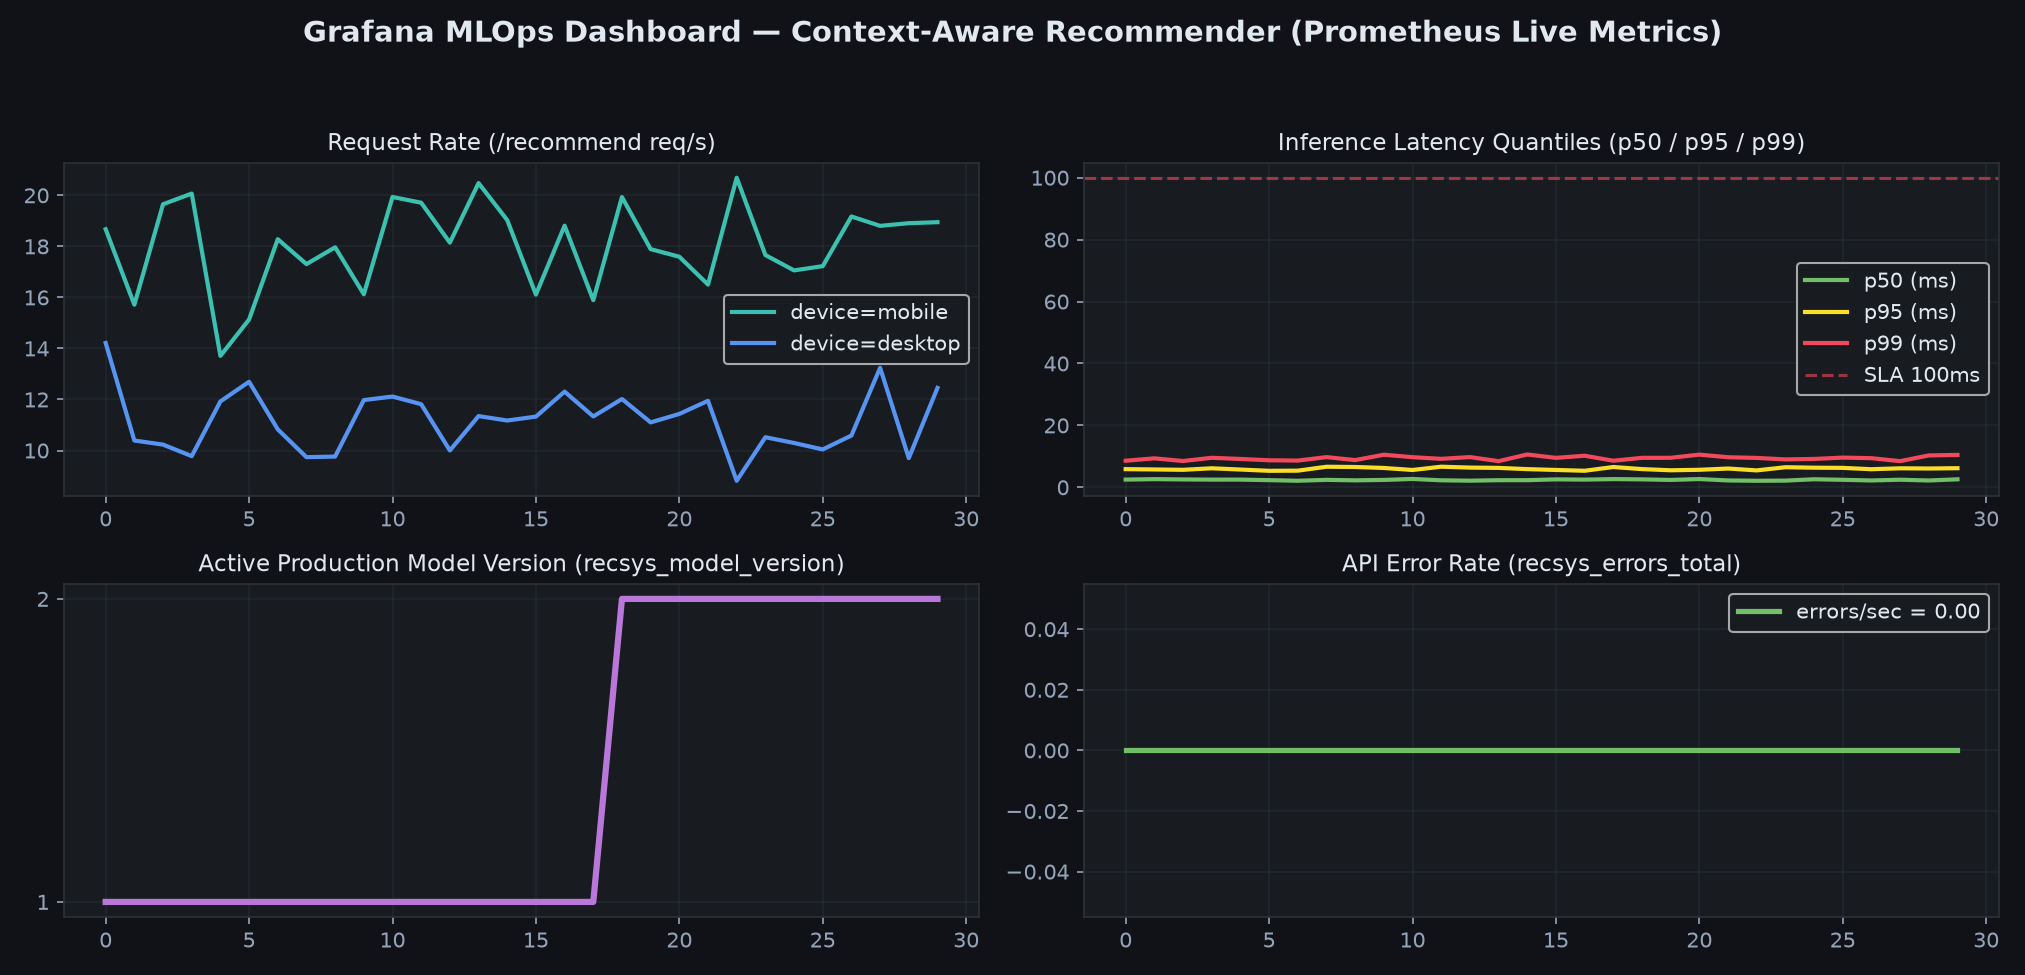 Grafana MLOps Dashboard — Context-Aware Recommender (Prometheus Live Metrics)
Request Rate (/recommend req/s)
20
18
16
14
12
10
device=mobile
device=desktop
0 5 10 15 20 25 30
Inference Latency Quantiles (p50 / p95 / p99)
100
80
60
40
20
0
p50 (ms)
p95 (ms)
p99 (ms)
SLA 100ms
0 5 10 15 20 25 30
Active Production Model Version (recsys_model_version)
2
1
0 5 10 15 20 25 30
API Error Rate (recsys_errors_total)
errors/sec = 0.00
0.04
0.02
0.00
−0.02
−0.04
0 5 10 15 20 25 30